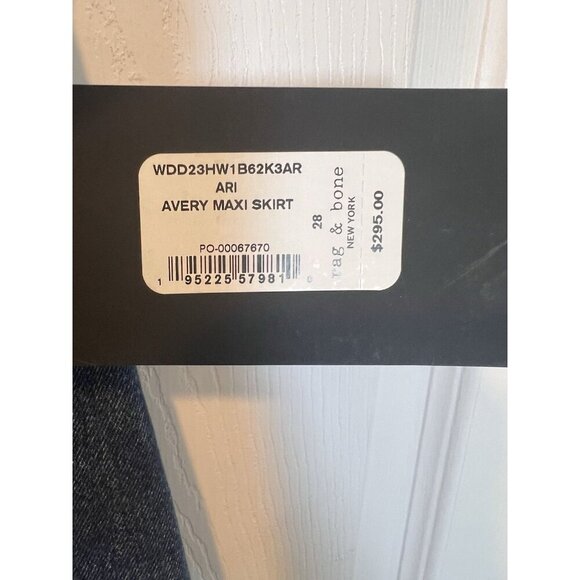 WDD23HW1B62K3AR
ARI
AVERY MAXI SKIRT
PO-00067670
1 95225 57981
28
rag & bone
NEW YORK
$295.00